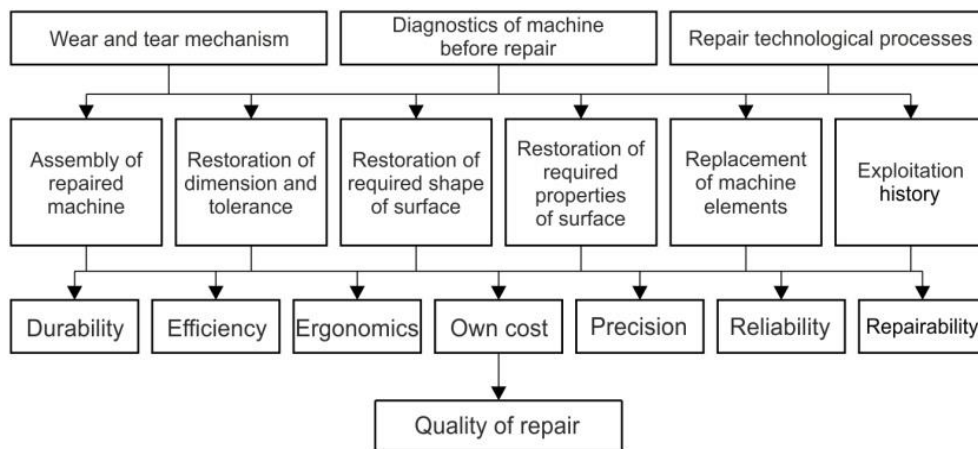 Wear and tear mechanism
Diagnostics of machine
before repair
Repair technological processes
Assembly of
repaired
machine
Restoration of
dimension and
tolerance
Restoration of
required shape
of surface
Restoration of
required
properties
of surface
Replacement
of machine
elements
Exploitation
history
Durability
Efficiency
Ergonomics
Own cost
Precision
Reliability
Repairability
Quality of repair